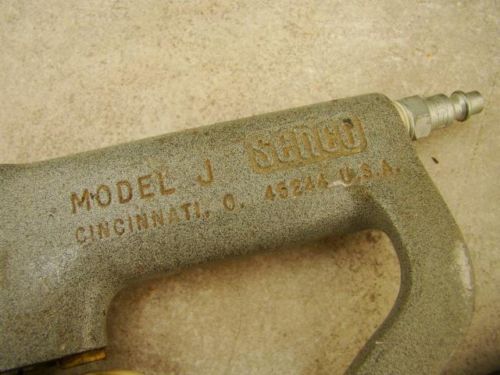 MODEL J SENCO
CINCINNATI, O. 45244 U.S.A.